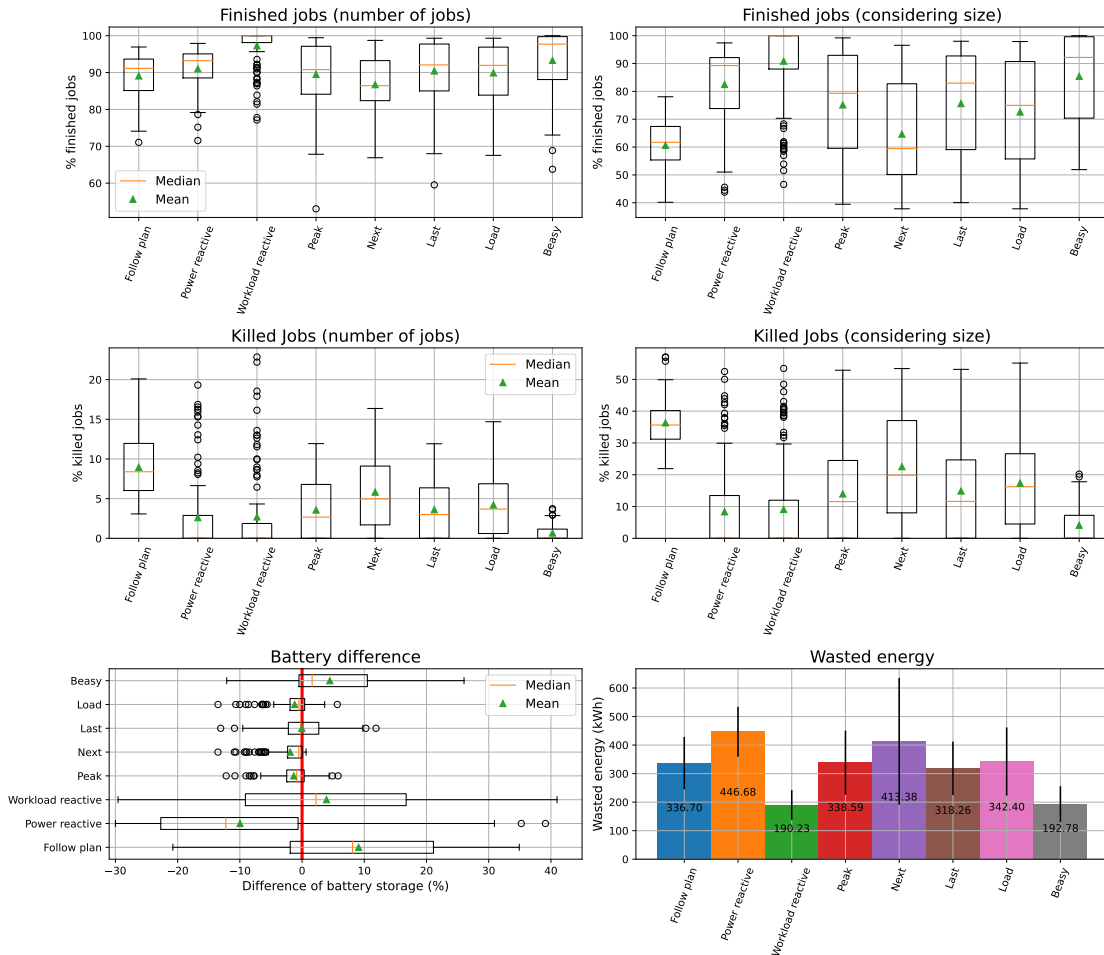 Finished jobs (number of jobs)
% finished jobs
100
90
80
70
60
Median
Mean
Follow plan
Power reactive
Workload reactive
Peak
Next
Last
Load
Beasy
Finished jobs (considering size)
% finished jobs
100
90
80
70
60
50
40
Follow plan
Power reactive
Workload reactive
Peak
Next
Last
Load
Beasy
Killed Jobs (number of jobs)
% killed jobs
20
15
10
5
0
Median
Mean
Follow plan
Power reactive
Workload reactive
Peak
Next
Last
Load
Beasy
Killed Jobs (considering size)
% killed jobs
50
40
30
20
10
0
Follow plan
Power reactive
Workload reactive
Peak
Next
Last
Load
Beasy
Battery difference
Beasy
Load
Last
Next
Peak
Workload reactive
Power reactive
Follow plan
Median
Mean
−30
−20
−10
0
10
20
30
40
Difference of battery storage (%)
Wasted energy
Wasted energy (kWh)
600
500
400
300
200
100
0
336.70
446.68
190.23
338.59
413.38
318.26
342.40
192.78
Follow plan
Power reactive
Workload reactive
Peak
Next
Last
Load
Beasy